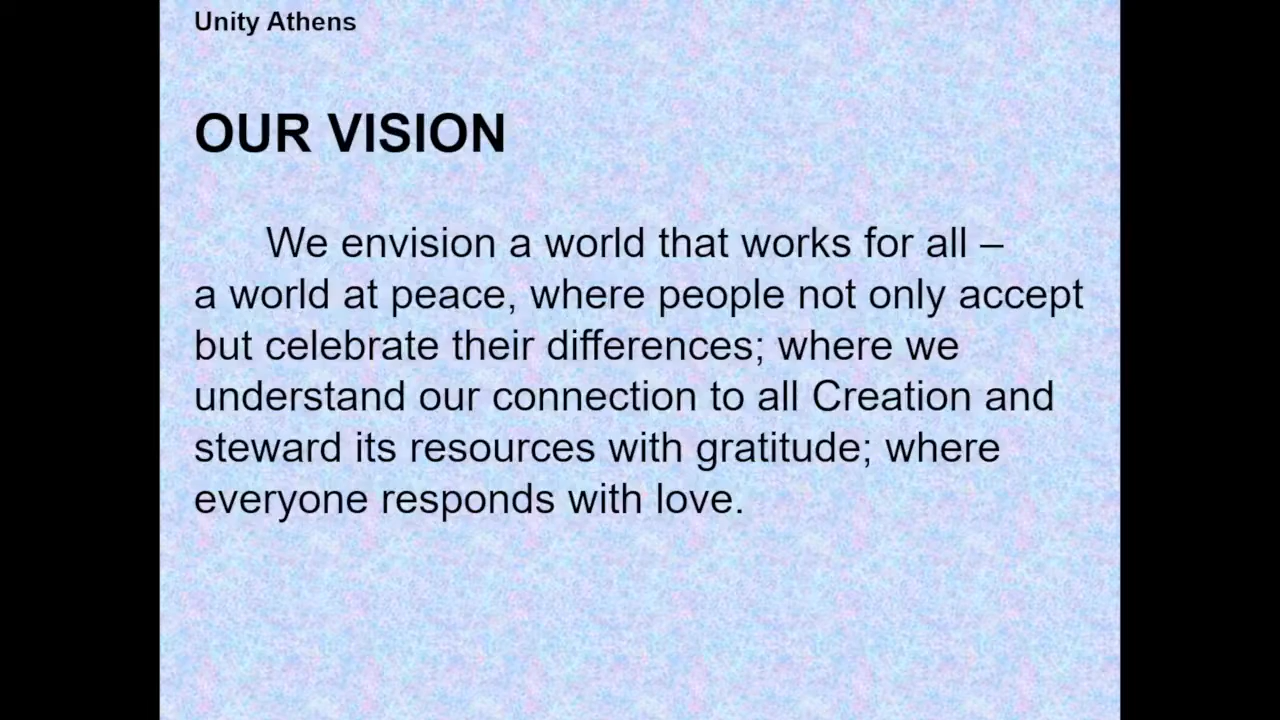 Unity Athens
OUR VISION
We envision a world that works for all –
a world at peace, where people not only accept
but celebrate their differences; where we
understand our connection to all Creation and
steward its resources with gratitude; where
everyone responds with love.